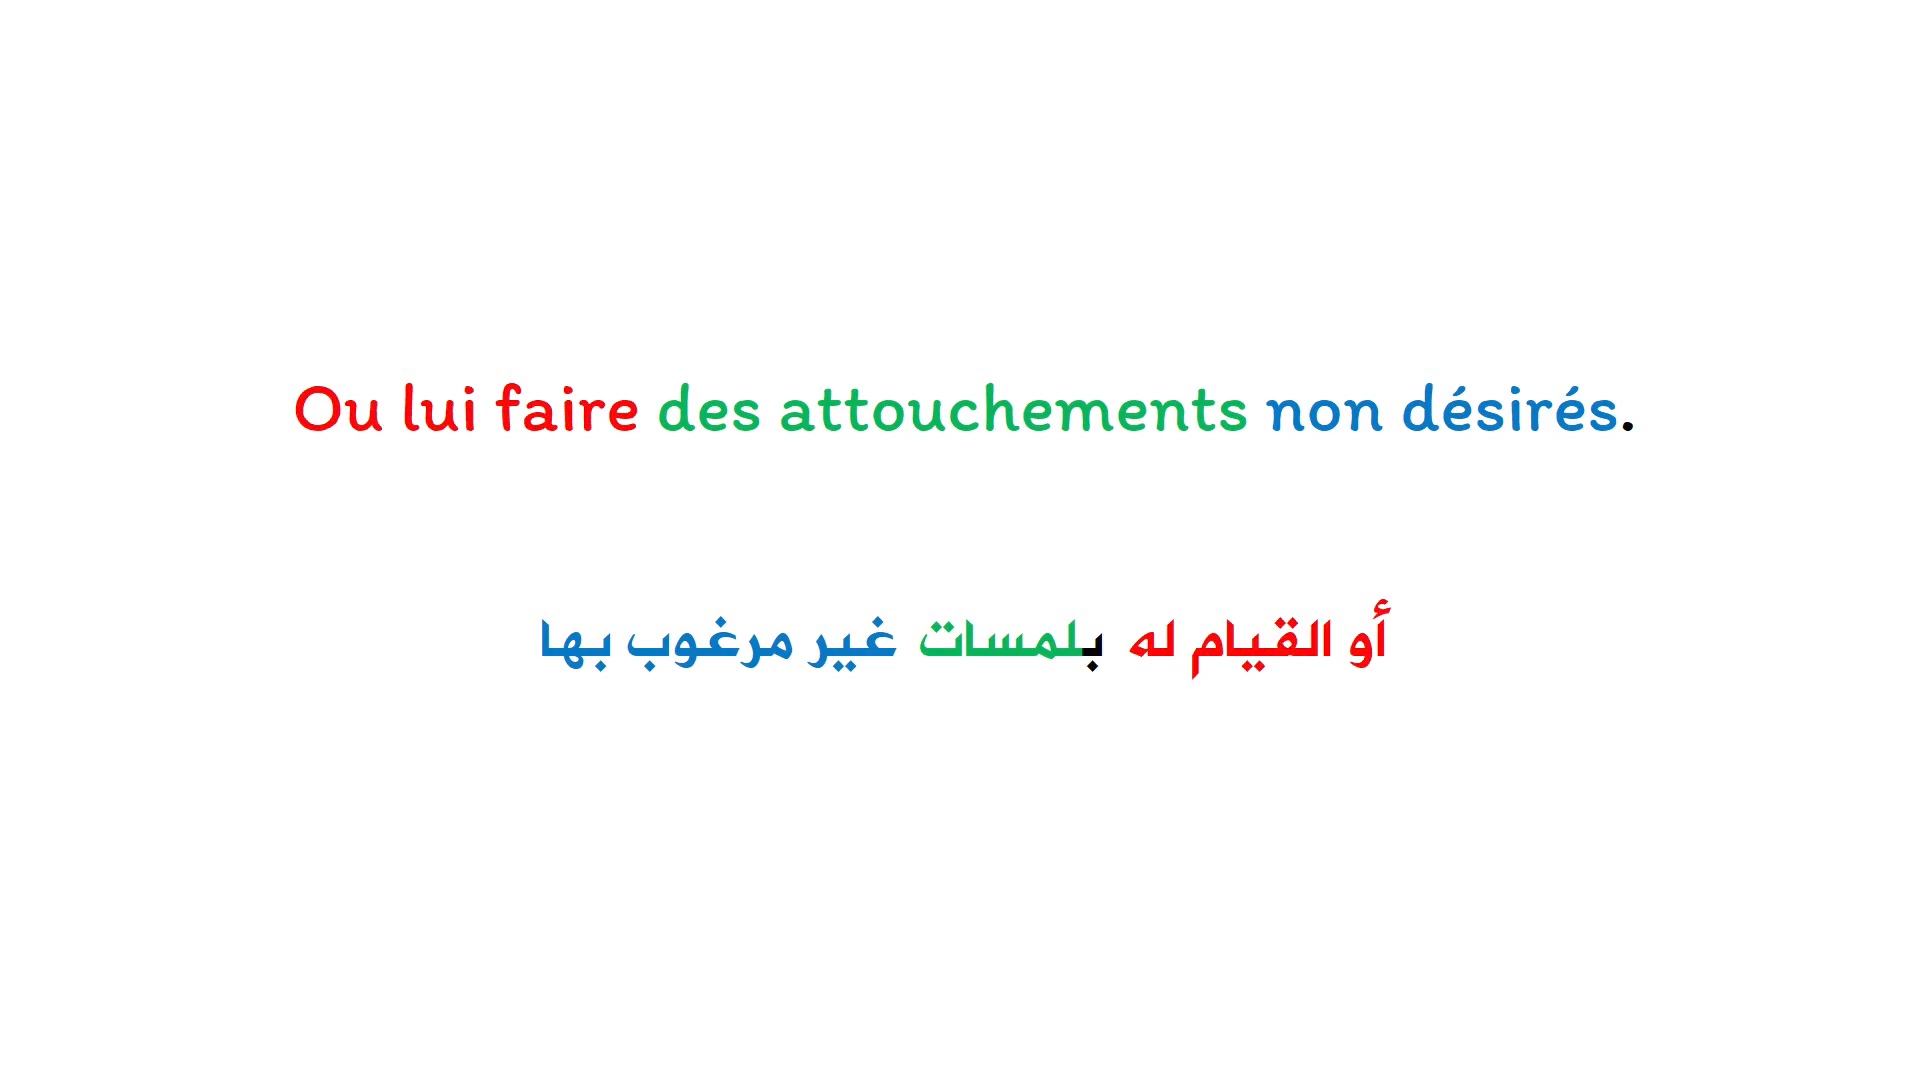 Ou lui faire des attouchements non désirés.
أو القيام له بلمسات غير مرغوب بها